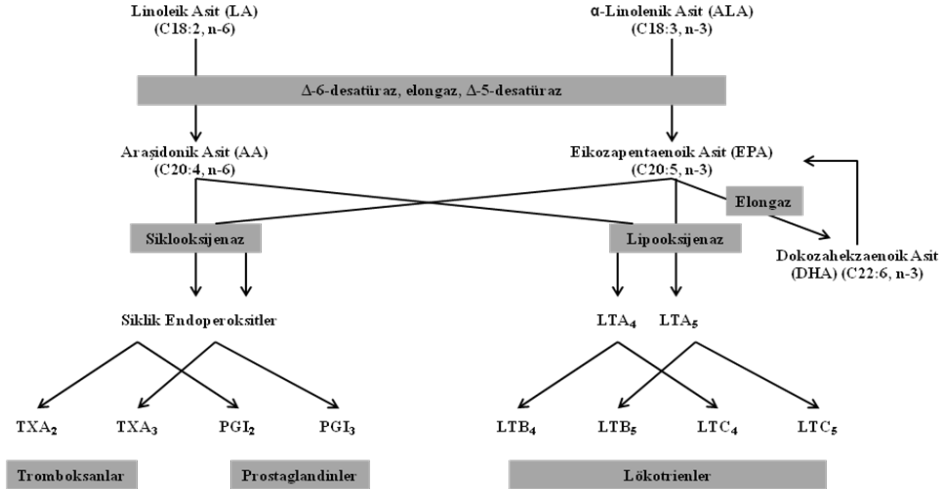 Linoleik Asit (LA)
(C18:2, n-6)
α-Linolenik Asit (ALA)
(C18:3, n-3)
Δ-6-desatüraz, elongaz, Δ-5-desatüraz
Araşidonik Asit (AA)
(C20:4, n-6)
Eikozapentaenoik Asit (EPA)
(C20:5, n-3)
Elongaz
Siklooksijenaz
Lipooksijenaz
Dokozahekzaenoik Asit
(DHA) (C22:6, n-3)
Siklik Endoperoksitler
LTA₄ LTA₅
TXA₂ TXA₃ PGI₂ PGI₃
LTB₄ LTB₅ LTC₄ LTC₅
Tromboksanlar
Prostaglandinler
Lökotrienler